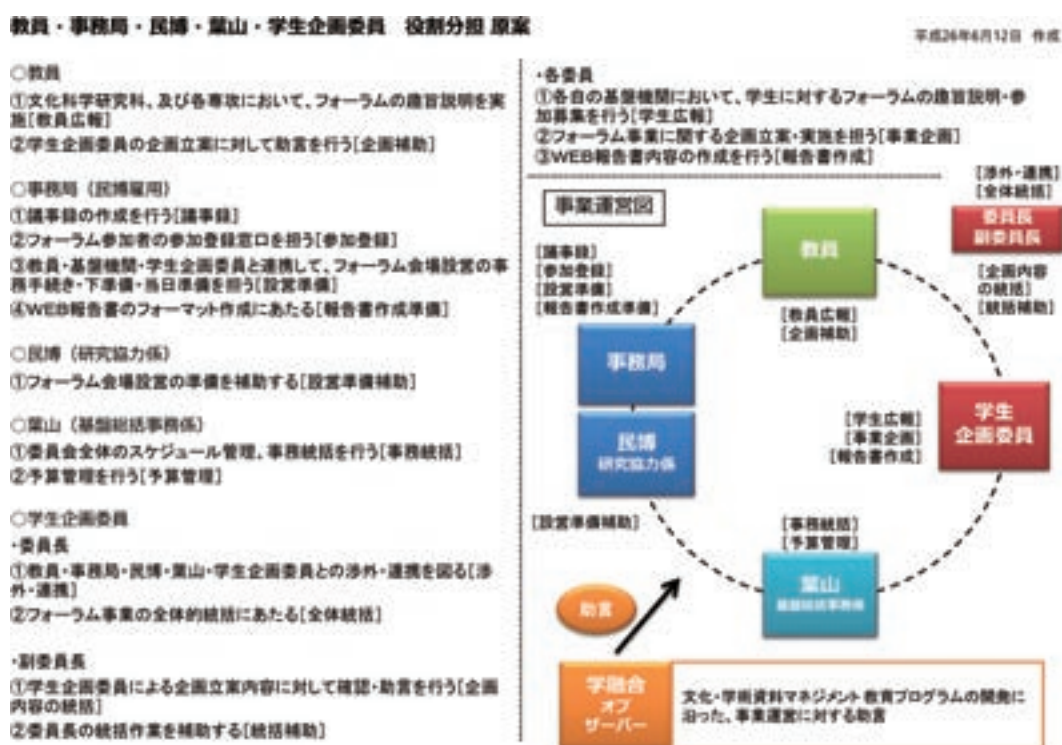 教員・事務局・民博・葉山・学生企画委員 役割分担 原案
平成26年6月12日 作成
○教員
①文化科学研究科、及び各専攻において、フォーラムの趣旨説明を実
施[教員広報]
②学生企画委員の企画立案に対して助言を行う[企画補助]
○事務局（民博雇用）
①議事録の作成を行う[議事録]
②フォーラム参加者の参加登録窓口を担う[参加登録]
③教員・基盤機関・学生企画委員と連携して、フォーラム会場設営の事
務手続き・下準備・当日準備を担う[設営準備]
④WEB報告書のフォーマット作成にあたる[報告書作成準備]
○民博（研究協力係）
①フォーラム会場設営の準備を補助する[設営準備補助]
○葉山（基盤総括事務係）
①委員会全体のスケジュール管理、事務統括を行う[事務統括]
②予算管理を行う[予算管理]
○学生企画委員
・委員長
①教員・事務局・民博・葉山・学生企画委員との渉外・連携を図る[渉
外・連携]
②フォーラム事業の全体的統括にあたる[全体統括]
・副委員長
①学生企画委員による企画立案内容に対して確認・助言を行う[企画
内容の統括]
②委員長の統括作業を補助する[統括補助]
・各委員
①各自の基盤機関において、学生に対するフォーラムの趣旨説明・参
加募集を行う[学生広報]
②フォーラム事業に関する企画立案・実施を担う[事業企画]
③WEB報告書内容の作成を行う[報告書作成]
事業運営図
[渉外・連携]
[全体統括]
委員長
副委員長
[企画内容
の統括]
[統括補助]
教員
[教員広報]
[企画補助]
[議事録]
[参加登録]
[設営準備]
[報告書作成準備]
事務局
民博
研究協力係
[設営準備補助]
学生
企画委員
[学生広報]
[事業企画]
[報告書作成]
[事務統括]
[予算管理]
葉山
基盤総括事務係
助言
学融合
オブ
ザーバー
文化・学術資料マネジメント教育プログラムの開発に
沿った、事業運営に対する助言